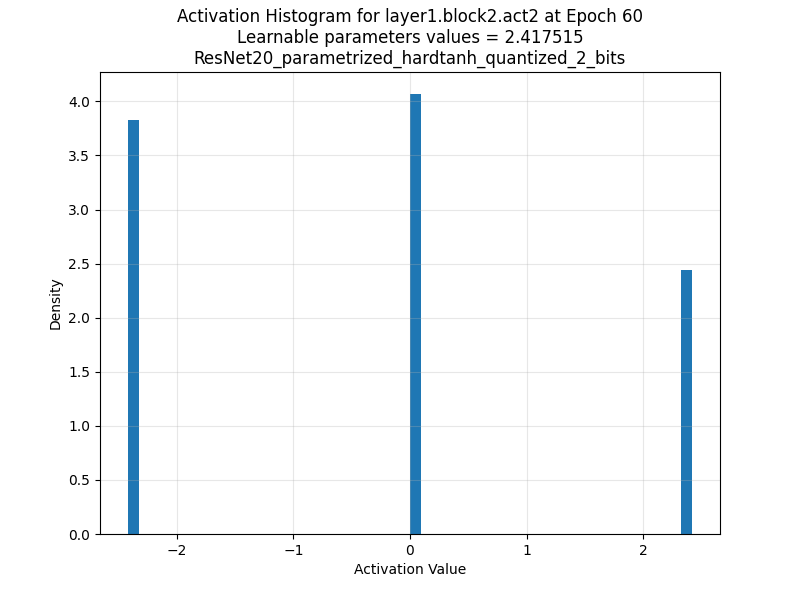 Activation Histogram for layer1.block2.act2 at Epoch 60
Learnable parameters values = 2.417515
ResNet20_parametrized_hardtanh_quantized_2_bits
4.0
3.5
3.0
2.5
2.0
1.5
1.0
0.5
0.0
Density
−2
−1
0
1
2
Activation Value